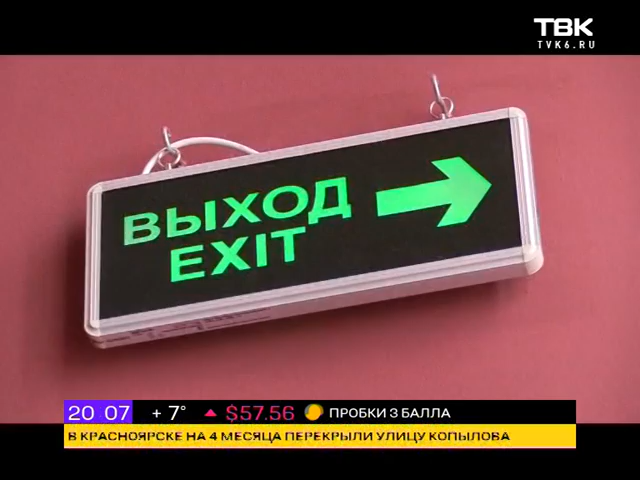 ТВК
TVK6.RU
ВЫХОД
EXIT
20 07 + 7° $57.56 ПРОБКИ 3 БАЛЛА
В КРАСНОЯРСКЕ НА 4 МЕСЯЦА ПЕРЕКРЫЛИ УЛИЦУ КОПЫЛОВА